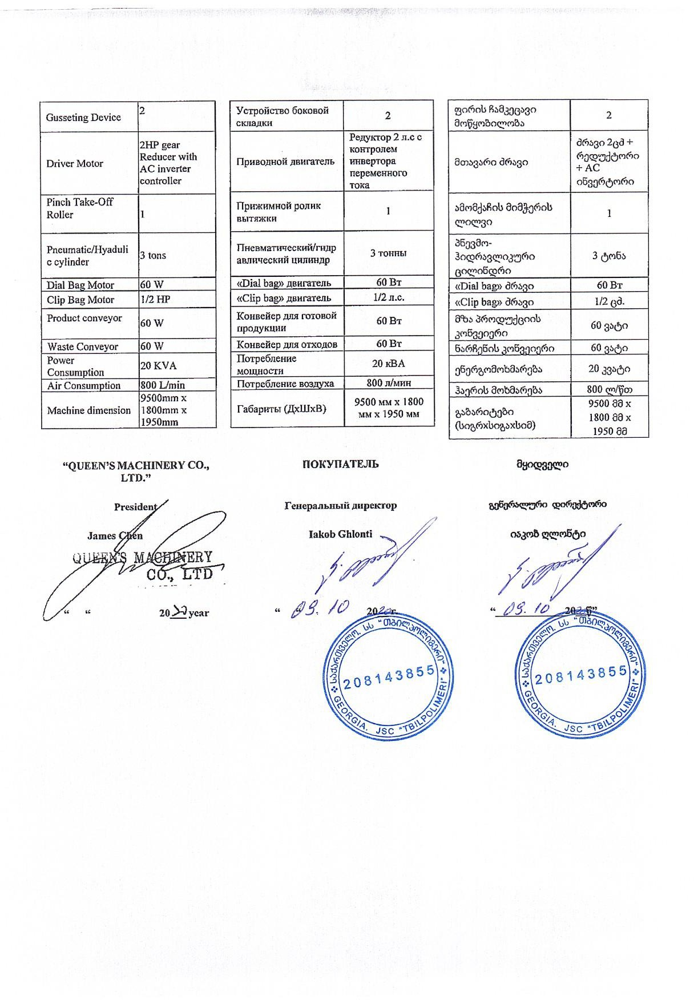 Gusseting Device
2
Driver Motor
2HP gear
Reducer with
AC inverter
controller
Pinch Take-Off
Roller
1
Pneumatic/Hyaduli
c cylinder
3 tons
Dial Bag Motor
60 W
Clip Bag Motor
1/2 HP
Product conveyor
60 W
Waste Conveyor
60 W
Power
Consumption
20 KVA
Air Consumption
800 L/min
Machine dimension
9500mm x
1800mm x
1950mm
Устройство боковой
складки
2
Приводной двигатель
Редуктор 2 л.с с
контролем
инвертора
переменного
тока
Прижимной ролик
вытяжки
1
Пневматический/гидр
авлический цилиндр
3 тонны
«Dial bag» двигатель
60 Вт
«Clip bag» двигатель
1/2 л.с.
Конвейер для готовой
продукции
60 Вт
Конвейер для отходов
60 Вт
Потребление
мощности
20 кВА
Потребление воздуха
800 л/мин
Габариты (ДхШхВ)
9500 мм x 1800
мм x 1950 мм
ფირის ჩამკეცავი
მოწყობილობა
2
მთავარი ძრავი
ძრავი 2ცძ +
რედუქტორი
+ AC
ინვერტორი
ამომქაჩის მიმჭერის
ლილვი
1
პნევმო-
ჰიდრავლიკური
ცილინდრი
3 ტონა
«Dial bag» ძრავი
60 Вт
«Clip bag» ძრავი
1/2 ცძ.
მზა პროდუქციის
კონვეიერი
60 ვატი
ნარჩენის კონვეიერი
60 ვატი
ენერგომოხმარება
20 კვატი
ჰაერის მოხმარება
800 ლ/წთ
გაბარიტები
(სიგრxსიგაxსიმ)
9500 მმ x
1800 მმ x
1950 მმ
“QUEEN’S MACHINERY CO.,
LTD.”
President
James Chen
QUEEN'S MACHINERY
CO., LTD
“ “ 20 year
ПОКУПАТЕЛЬ
Генеральный директор
Iakob Ghlonti
“ “ 09.10 2020 г.
საქართველო. სს "თბილპოლიმერი"
208143855
GEORGIA. JSC "TBILPOLIMERI"
მყიდველი
გენერალური დირექტორი
იაკობ ღლონტი
“ 09.10 20 წ”
საქართველო. სს "თბილპოლიმერი"
208143855
GEORGIA. JSC "TBILPOLIMERI"